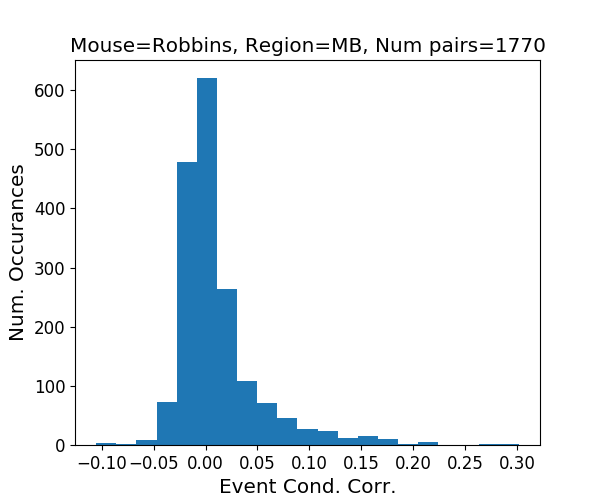 Mouse=Robbins, Region=MB, Num pairs=1770
600
500
400
300
200
100
0
Num. Occurances
−0.10 −0.05 0.00 0.05 0.10 0.15 0.20 0.25 0.30
Event Cond. Corr.